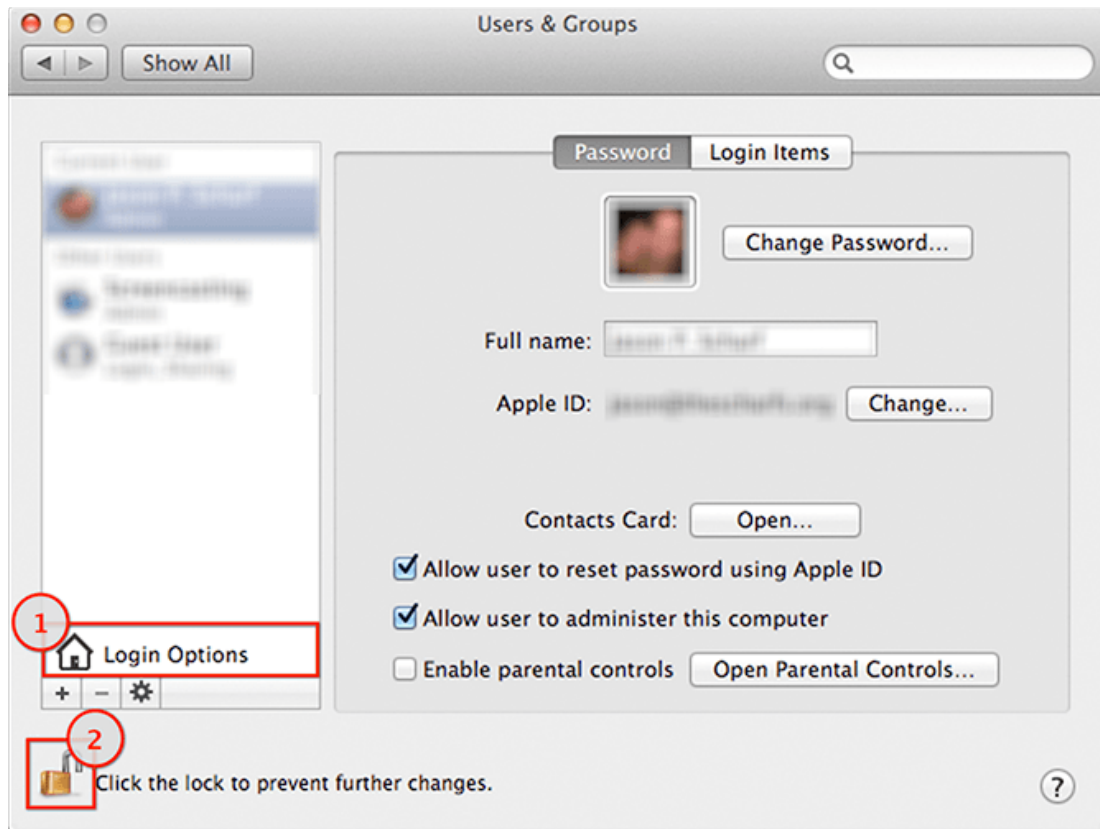 Users & Groups
Show All
Password Login Items
Change Password...
Full name:
Apple ID: Change...
Contacts Card: Open...
Allow user to reset password using Apple ID
Allow user to administer this computer
1
Login Options
Enable parental controls Open Parental Controls...
+ −
2
Click the lock to prevent further changes.
?